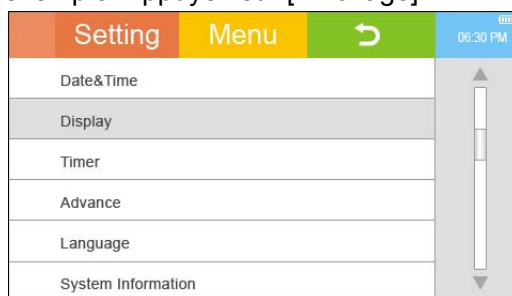 Setting Menu
06:30 PM
Date&Time
Display
Timer
Advance
Language
System Information